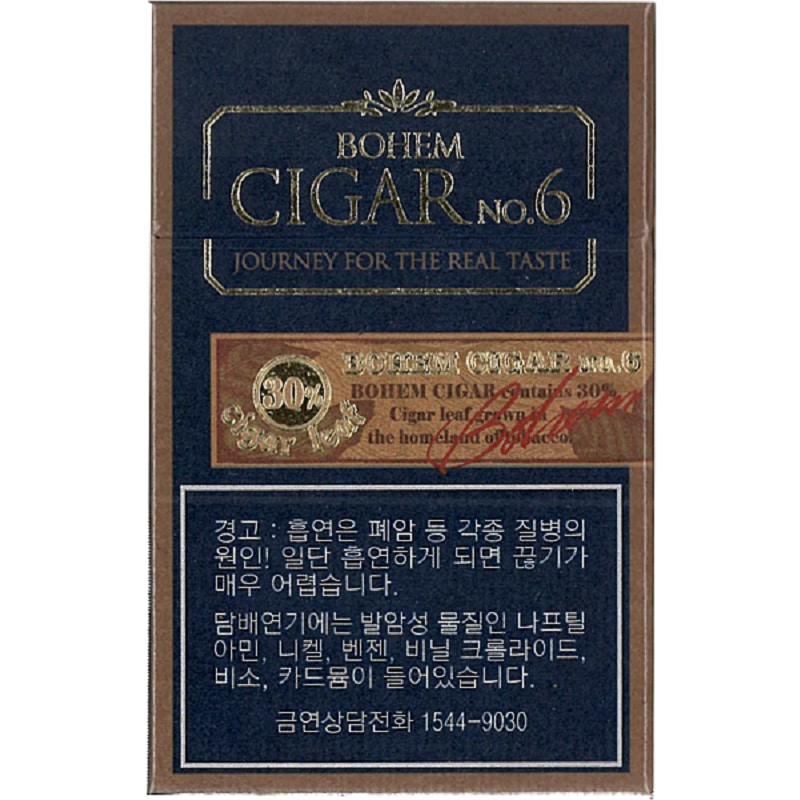 BOHEM
CIGAR NO.6
JOURNEY FOR THE REAL TASTE
BOHEM CIGAR no.6
30%
cigar leaf
BOHEM CIGAR contains 30%
Cigar leaf grown in
the homeland of tobacco.
Bohem
경고 : 흡연은 폐암 등 각종 질병의
원인! 일단 흡연하게 되면 끊기가
매우 어렵습니다.
담배연기에는 발암성 물질인 나프틸
아민, 니켈, 벤젠, 비닐 크롤라이드,
비소, 카드뮴이 들어있습니다.
금연상담전화 1544-9030